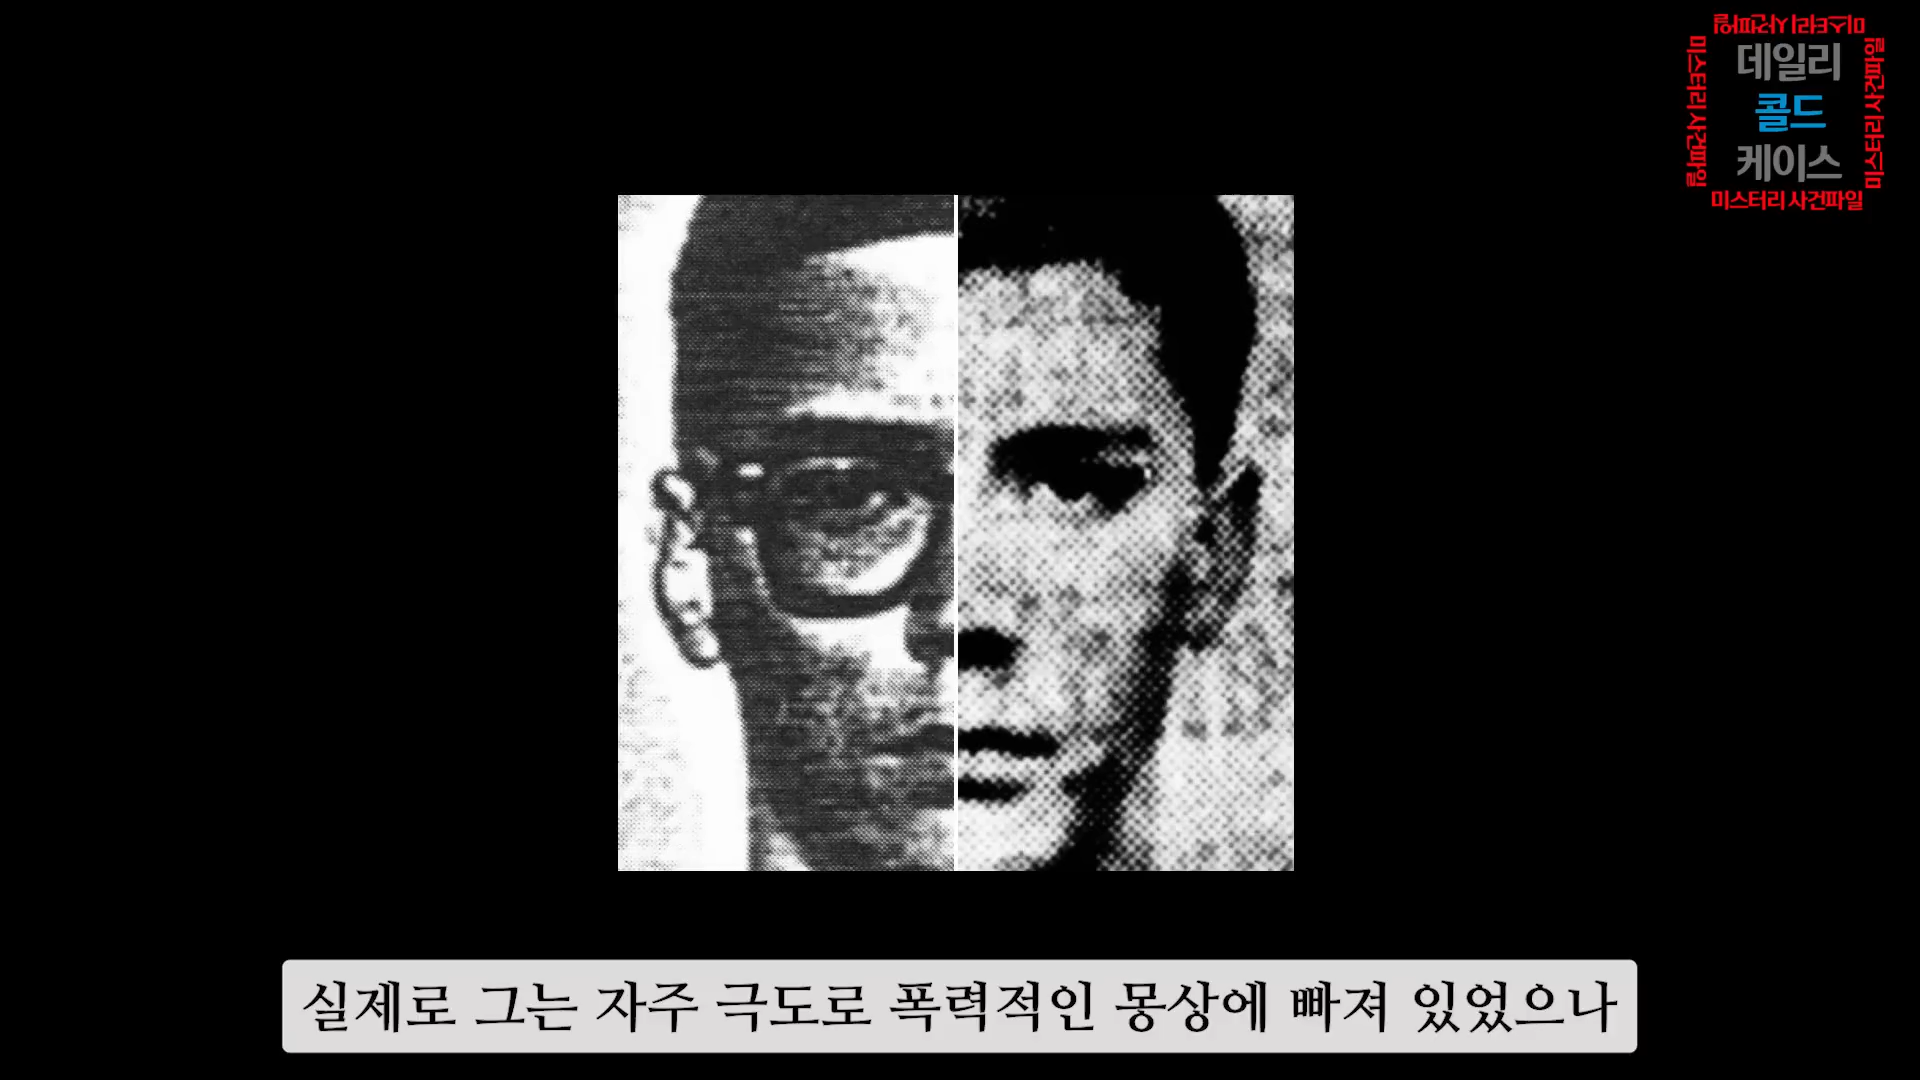 미스터리 사건파일
미스터리 사건파일
데일리
콜드
케이스
미스터리 사건파일
미스터리 사건파일
실제로 그는 자주 극도로 폭력적인 몽상에 빠져 있었으나